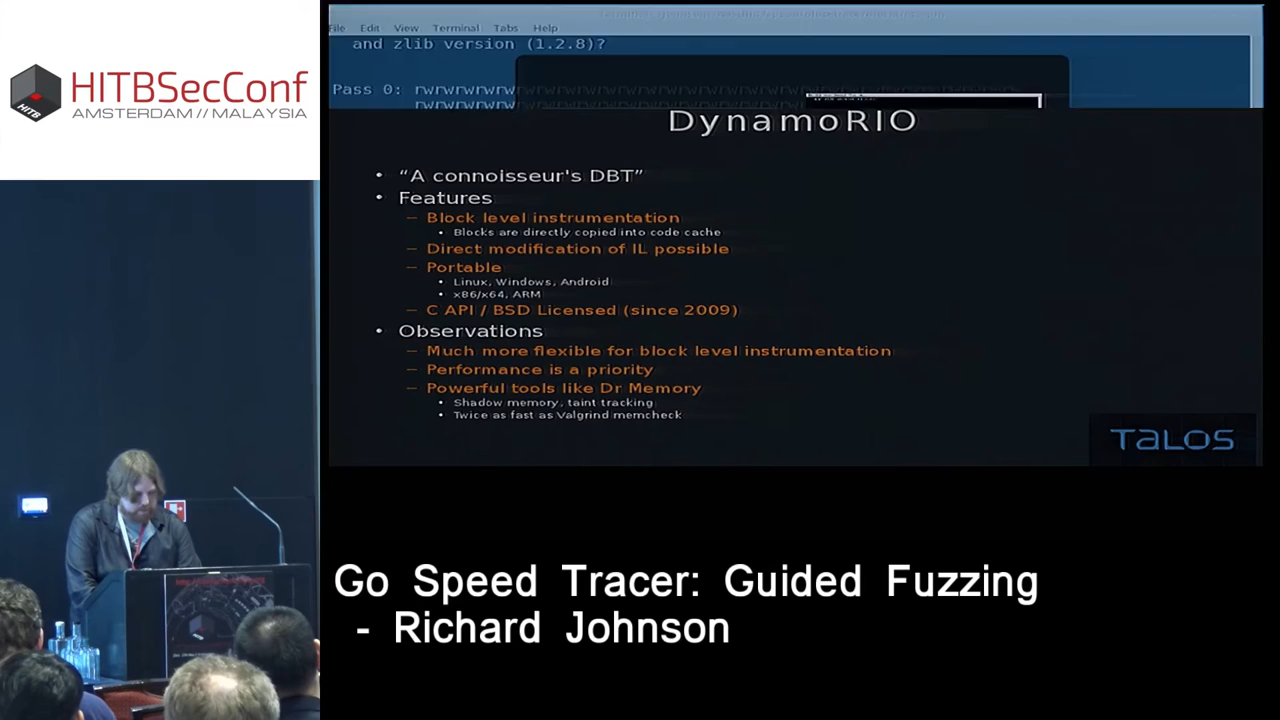 HITBSecConf
AMSTERDAM // MALAYSIA
HITB
File Edit View Terminal Tabs Help
and zlib version (1.2.8)?
Pass 0:
DynamoRIO
• “A connoisseur's DBT”
• Features
– Block level instrumentation
• Blocks are directly copied into code cache
– Direct modification of IL possible
– Portable
• Linux, Windows, Android
• x86/x64, ARM
– C API / BSD Licensed (since 2009)
• Observations
– Much more flexible for block level instrumentation
– Performance is a priority
– Powerful tools like Dr Memory
• Shadow memory, taint tracking
• Twice as fast as Valgrind memcheck
TALOS
Go Speed Tracer: Guided Fuzzing
- Richard Johnson